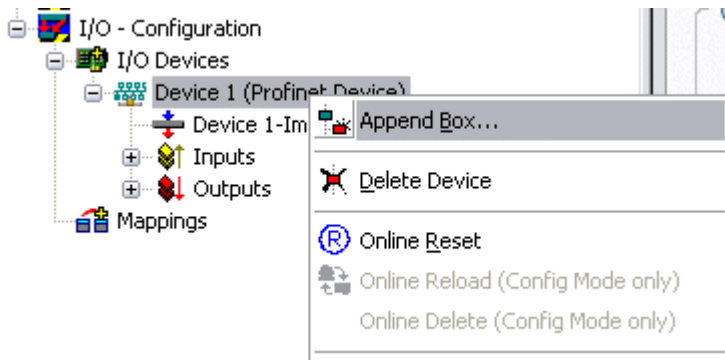 I/O - Configuration
I/O Devices
Device 1 (Profinet Device)
Device 1-Im
Inputs
Outputs
Mappings
Append Box...
Delete Device
Online Reset
Online Reload (Config Mode only)
Online Delete (Config Mode only)